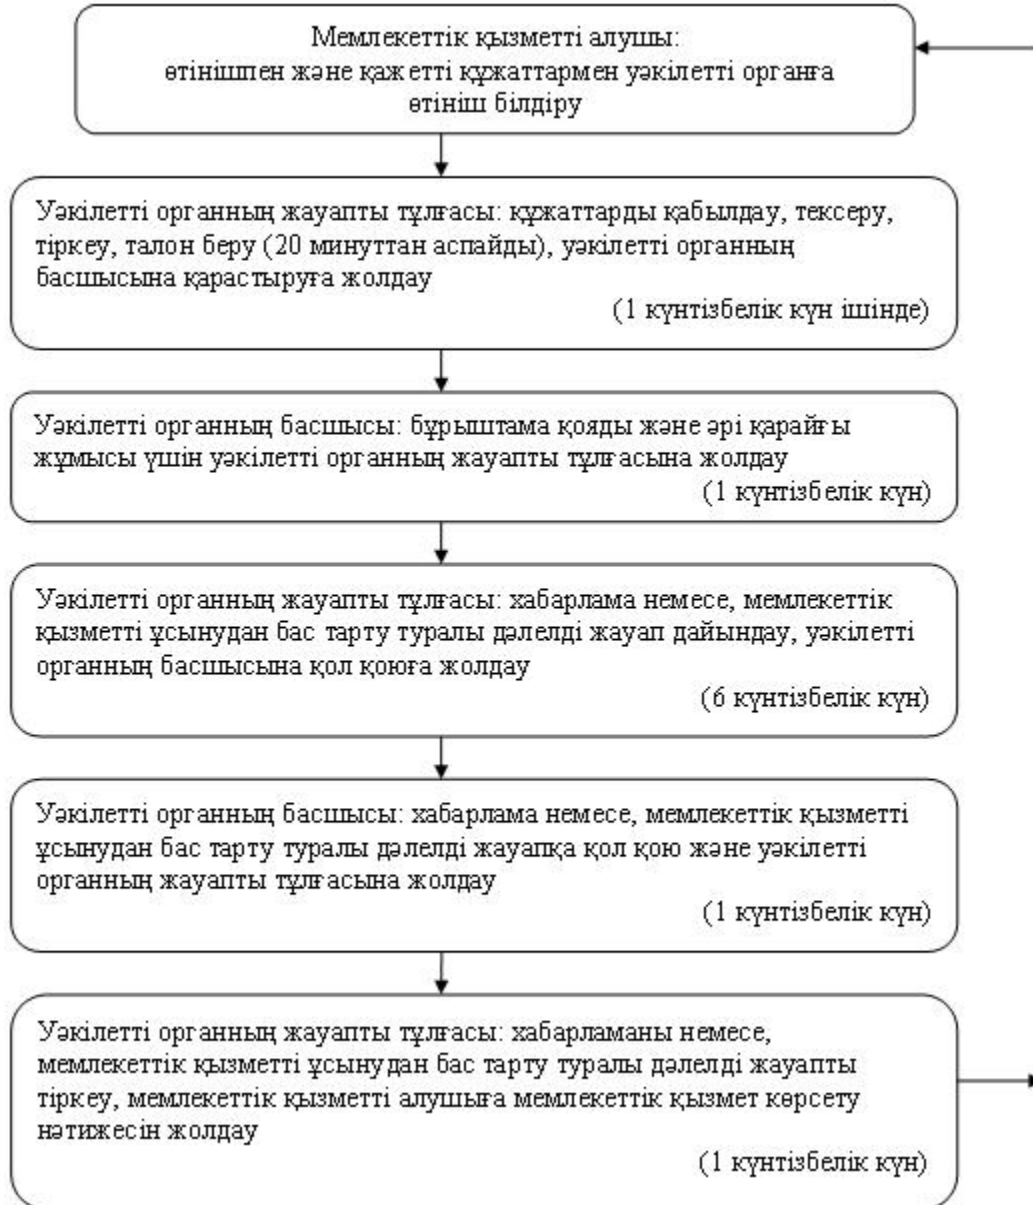 Мемлекеттік қызметті алушы:
өтінішпен және қажетті құжаттармен уәкілетті органға
өтініш білдіру
Уәкілетті органның жауапты тұлғасы: құжаттарды қабылдау, тексеру,
тіркеу, талон беру (20 минуттан аспайды), уәкілетті органның
басшысына қарастыруға жолдау
(1 күнтізбелік күн ішінде)
Уәкілетті органның басшысы: бұрыштама қояды және әрі қарайғы
жұмысы үшін уәкілетті органның жауапты тұлғасына жолдау
(1 күнтізбелік күн)
Уәкілетті органның жауапты тұлғасы: хабарлама немесе, мемлекеттік
қызметті ұсынудан бас тарту туралы дәлелді жауап дайындау, уәкілетті
органның басшысына қол қоюға жолдау
(6 күнтізбелік күн)
Уәкілетті органның басшысы: хабарлама немесе, мемлекеттік қызметті
ұсынудан бас тарту туралы дәлелді жауапқа қол қою және уәкілетті
органның жауапты тұлғасына жолдау
(1 күнтізбелік күн)
Уәкілетті органның жауапты тұлғасы: хабарламаны немесе,
мемлекеттік қызметті ұсынудан бас тарту туралы дәлелді жауапты
тіркеу, мемлекеттік қызметті алушыға мемлекеттік қызмет көрсету
нәтижесін жолдау
(1 күнтізбелік күн)